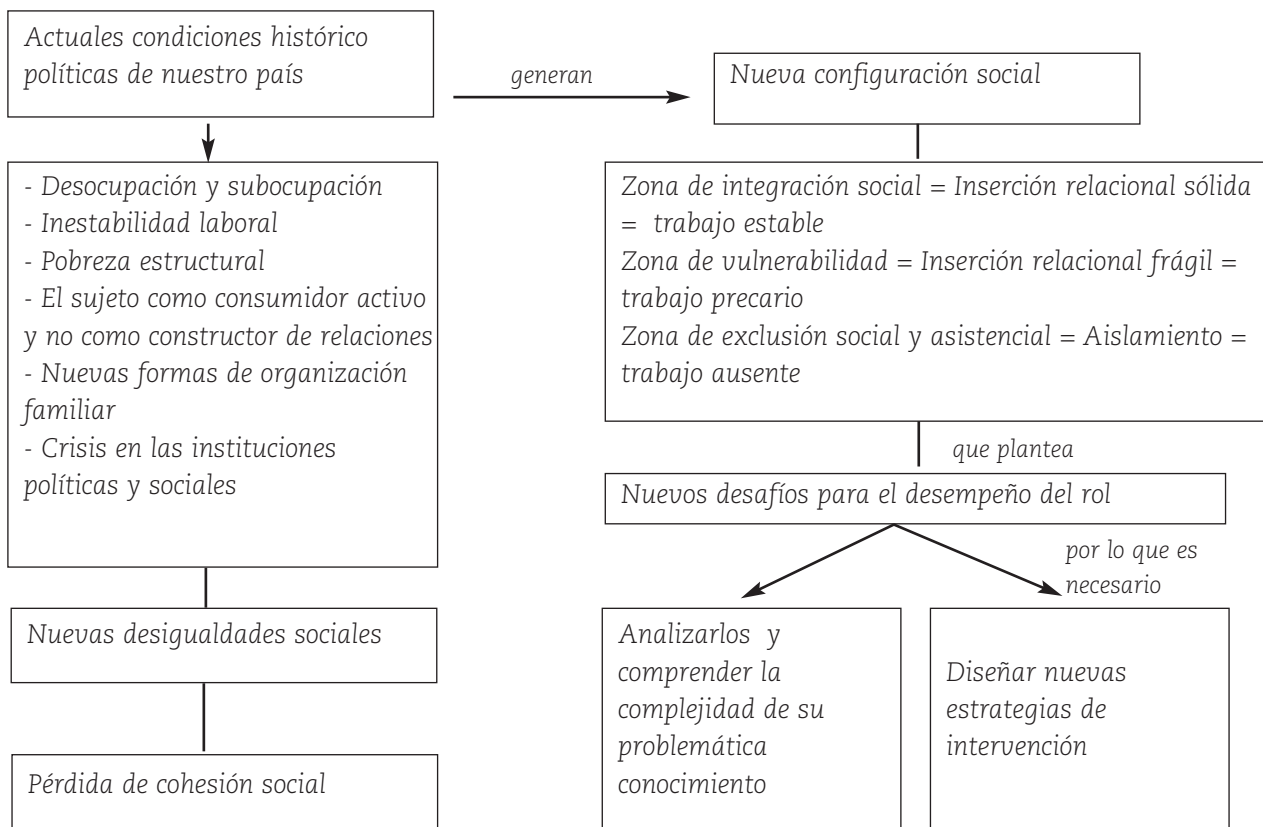 Actuales condiciones histórico
políticas de nuestro país
generan
Nueva configuración social
- Desocupación y subocupación
- Inestabilidad laboral
- Pobreza estructural
- El sujeto como consumidor activo
y no como constructor de relaciones
- Nuevas formas de organización
familiar
- Crisis en las instituciones
políticas y sociales
Nuevas desigualdades sociales
Pérdida de cohesión social
Zona de integración social = Inserción relacional sólida
= trabajo estable
Zona de vulnerabilidad = Inserción relacional frágil =
trabajo precario
Zona de exclusión social y asistencial = Aislamiento =
trabajo ausente
que plantea
Nuevos desafíos para el desempeño del rol
por lo que es
necesario
Analizarlos y
comprender la
complejidad de su
problemática
conocimiento
Diseñar nuevas
estrategias de
intervención